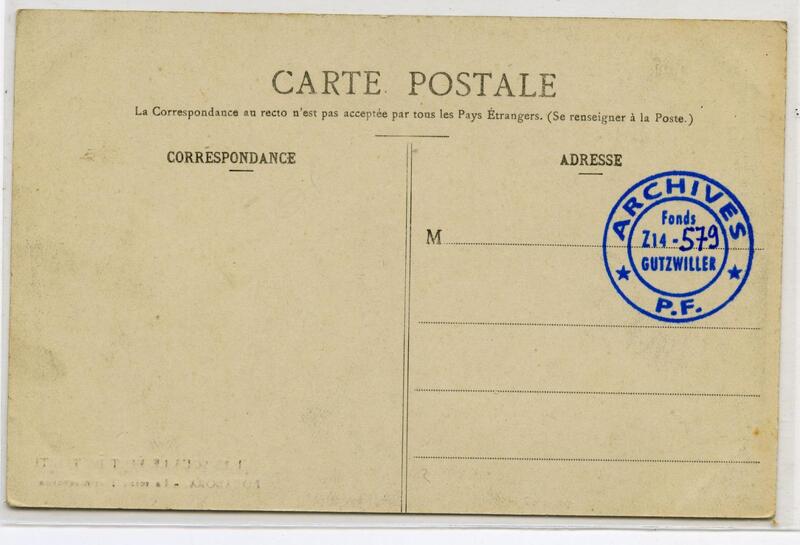 CARTE POSTALE
La Correspondance au recto n'est pas acceptée par tous les Pays Étrangers. (Se renseigner à la Poste.)
CORRESPONDANCE
ADRESSE
M
ARCHIVES
Fonds
Z14-579
GUTZWILLER
P.F.